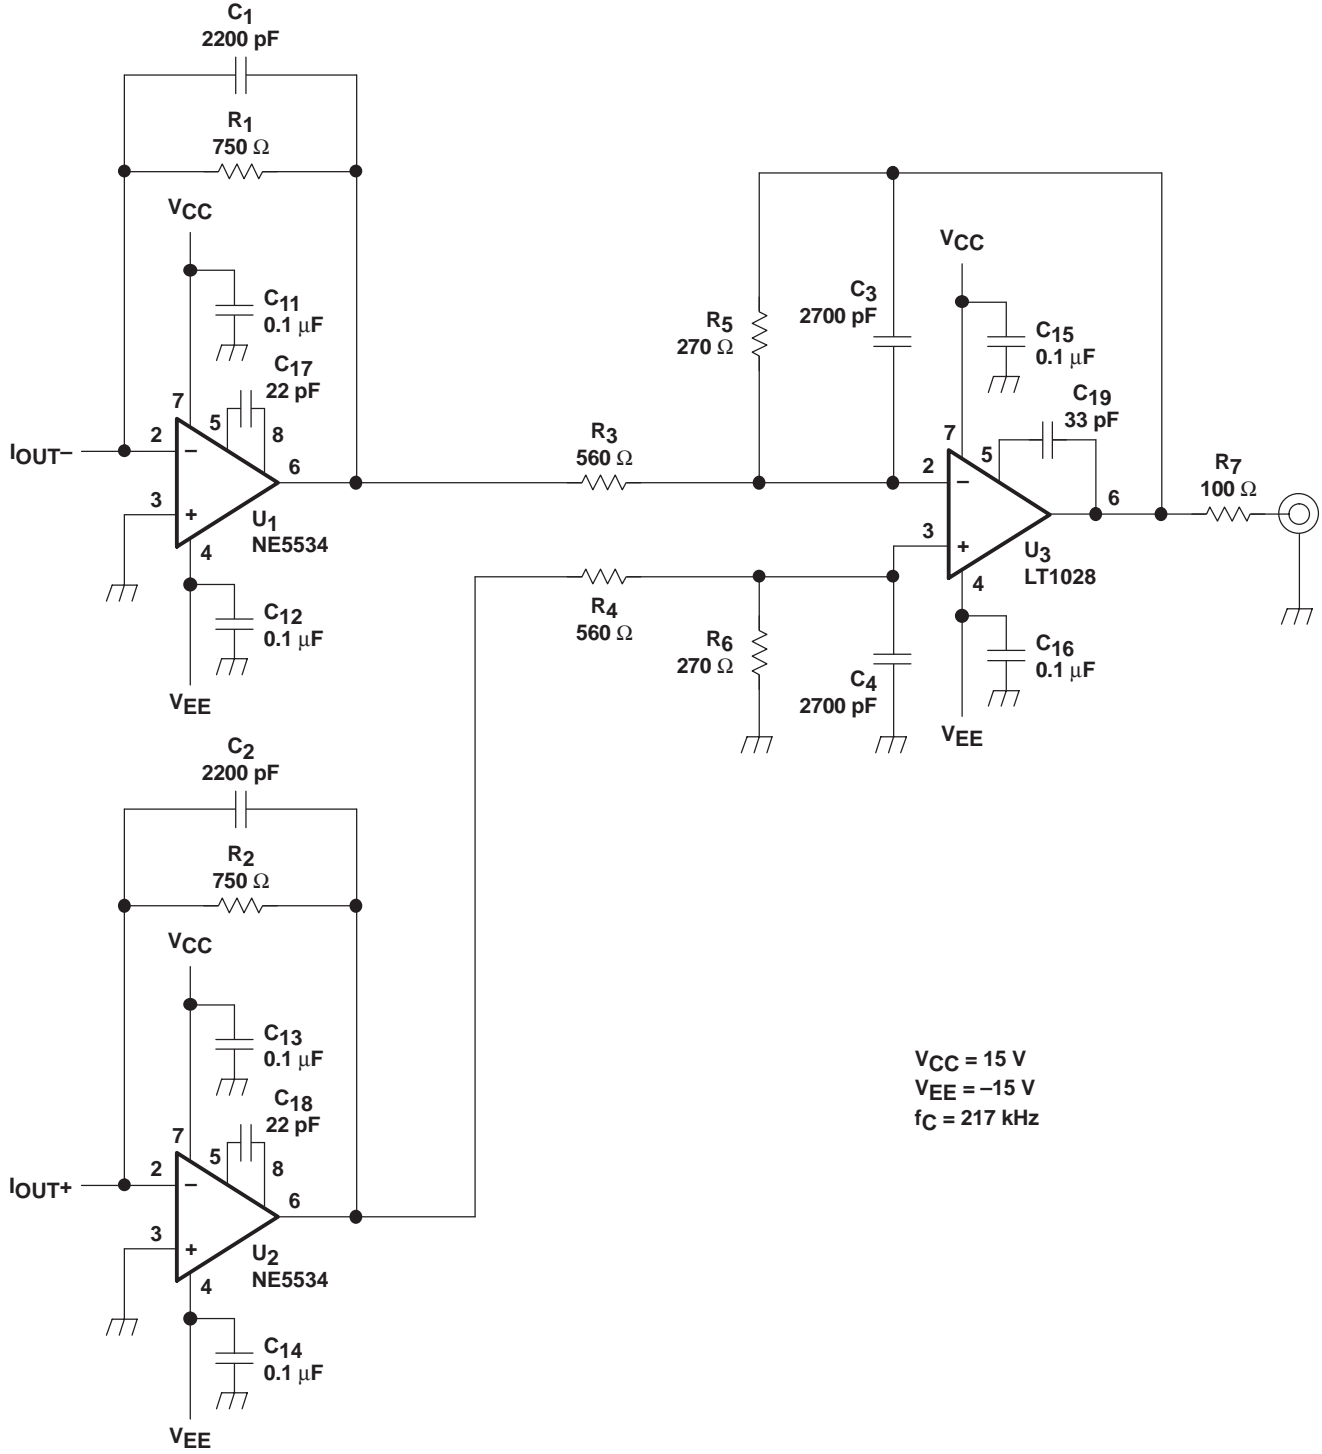 C1
2200 pF
R1
750 Ω
VCC
C11
0.1 μF
C17
22 pF
7
5
8
2
IOUT–
–
6
3
+
U1
NE5534
4
C12
0.1 μF
VEE
R3
560 Ω
R5
270 Ω
C3
2700 pF
VCC
C15
0.1 μF
C19
33 pF
7
5
2
–
6
R7
100 Ω
3
+
U3
LT1028
4
R4
560 Ω
R6
270 Ω
C4
2700 pF
C16
0.1 μF
VEE
C2
2200 pF
R2
750 Ω
VCC
C13
0.1 μF
C18
22 pF
7
5
8
2
IOUT+
–
6
3
+
U2
NE5534
4
C14
0.1 μF
VEE
VCC = 15 V
VEE = –15 V
fC = 217 kHz